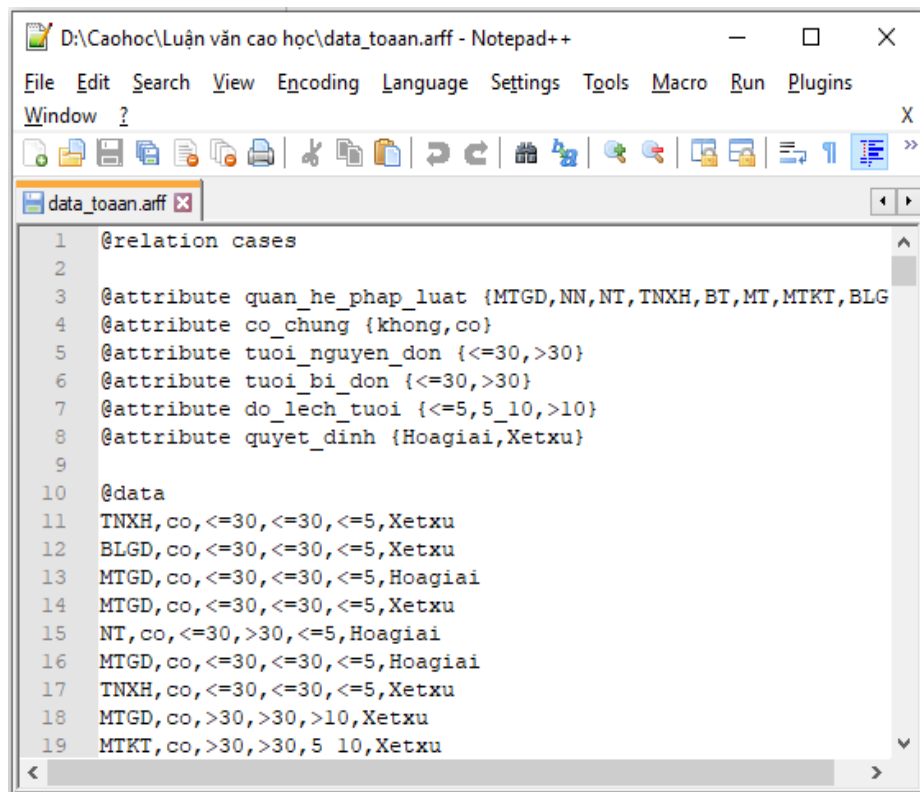 D:\Caohoc\Luận văn cao học\data_toaan.arff - Notepad++
File Edit Search View Encoding Language Settings Tools Macro Run Plugins
Window ? X
data_toaan.arff
1 @relation cases
2
3 @attribute quan_he_phap_luat {MTGD,NN,NT,TNXH,BT,MT,MTKT,BLG
4 @attribute co_chung {khong,co}
5 @attribute tuoi_nguyen_don {<=30,>30}
6 @attribute tuoi_bi_don {<=30,>30}
7 @attribute do_lech_tuoi {<=5,5_10,>10}
8 @attribute quyet_dinh {Hoagiai,Xetxu}
9
10 @data
11 TNXH,co,<=30,<=30,<=5,Xetxu
12 BLGD,co,<=30,<=30,<=5,Xetxu
13 MTGD,co,<=30,<=30,<=5,Hoagiai
14 MTGD,co,<=30,<=30,<=5,Xetxu
15 NT,co,<=30,>30,<=5,Hoagiai
16 MTGD,co,<=30,<=30,<=5,Hoagiai
17 TNXH,co,<=30,<=30,<=5,Xetxu
18 MTGD,co,>30,>30,>10,Xetxu
19 MTKT,co,>30,>30,5 10,Xetxu